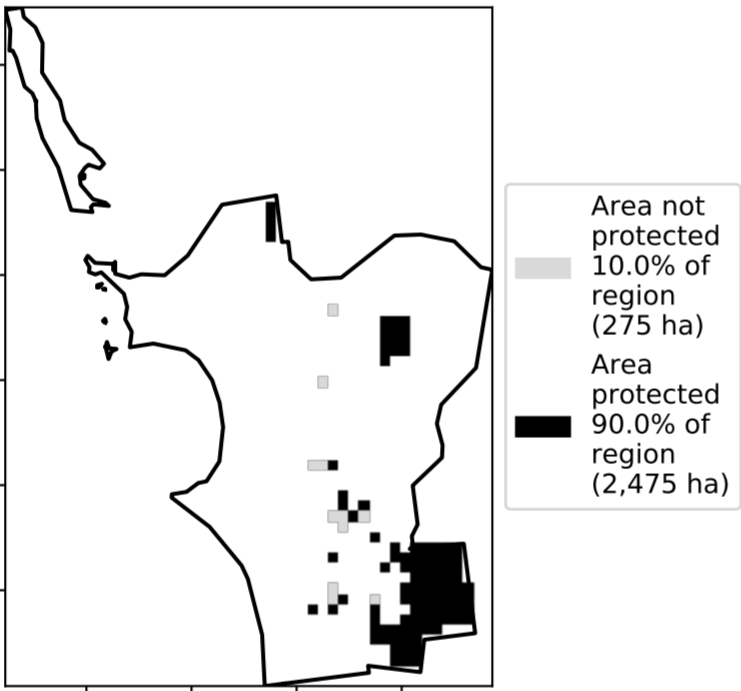 Area not
protected
10.0% of
region
(275 ha)
Area
protected
90.0% of
region
(2,475 ha)